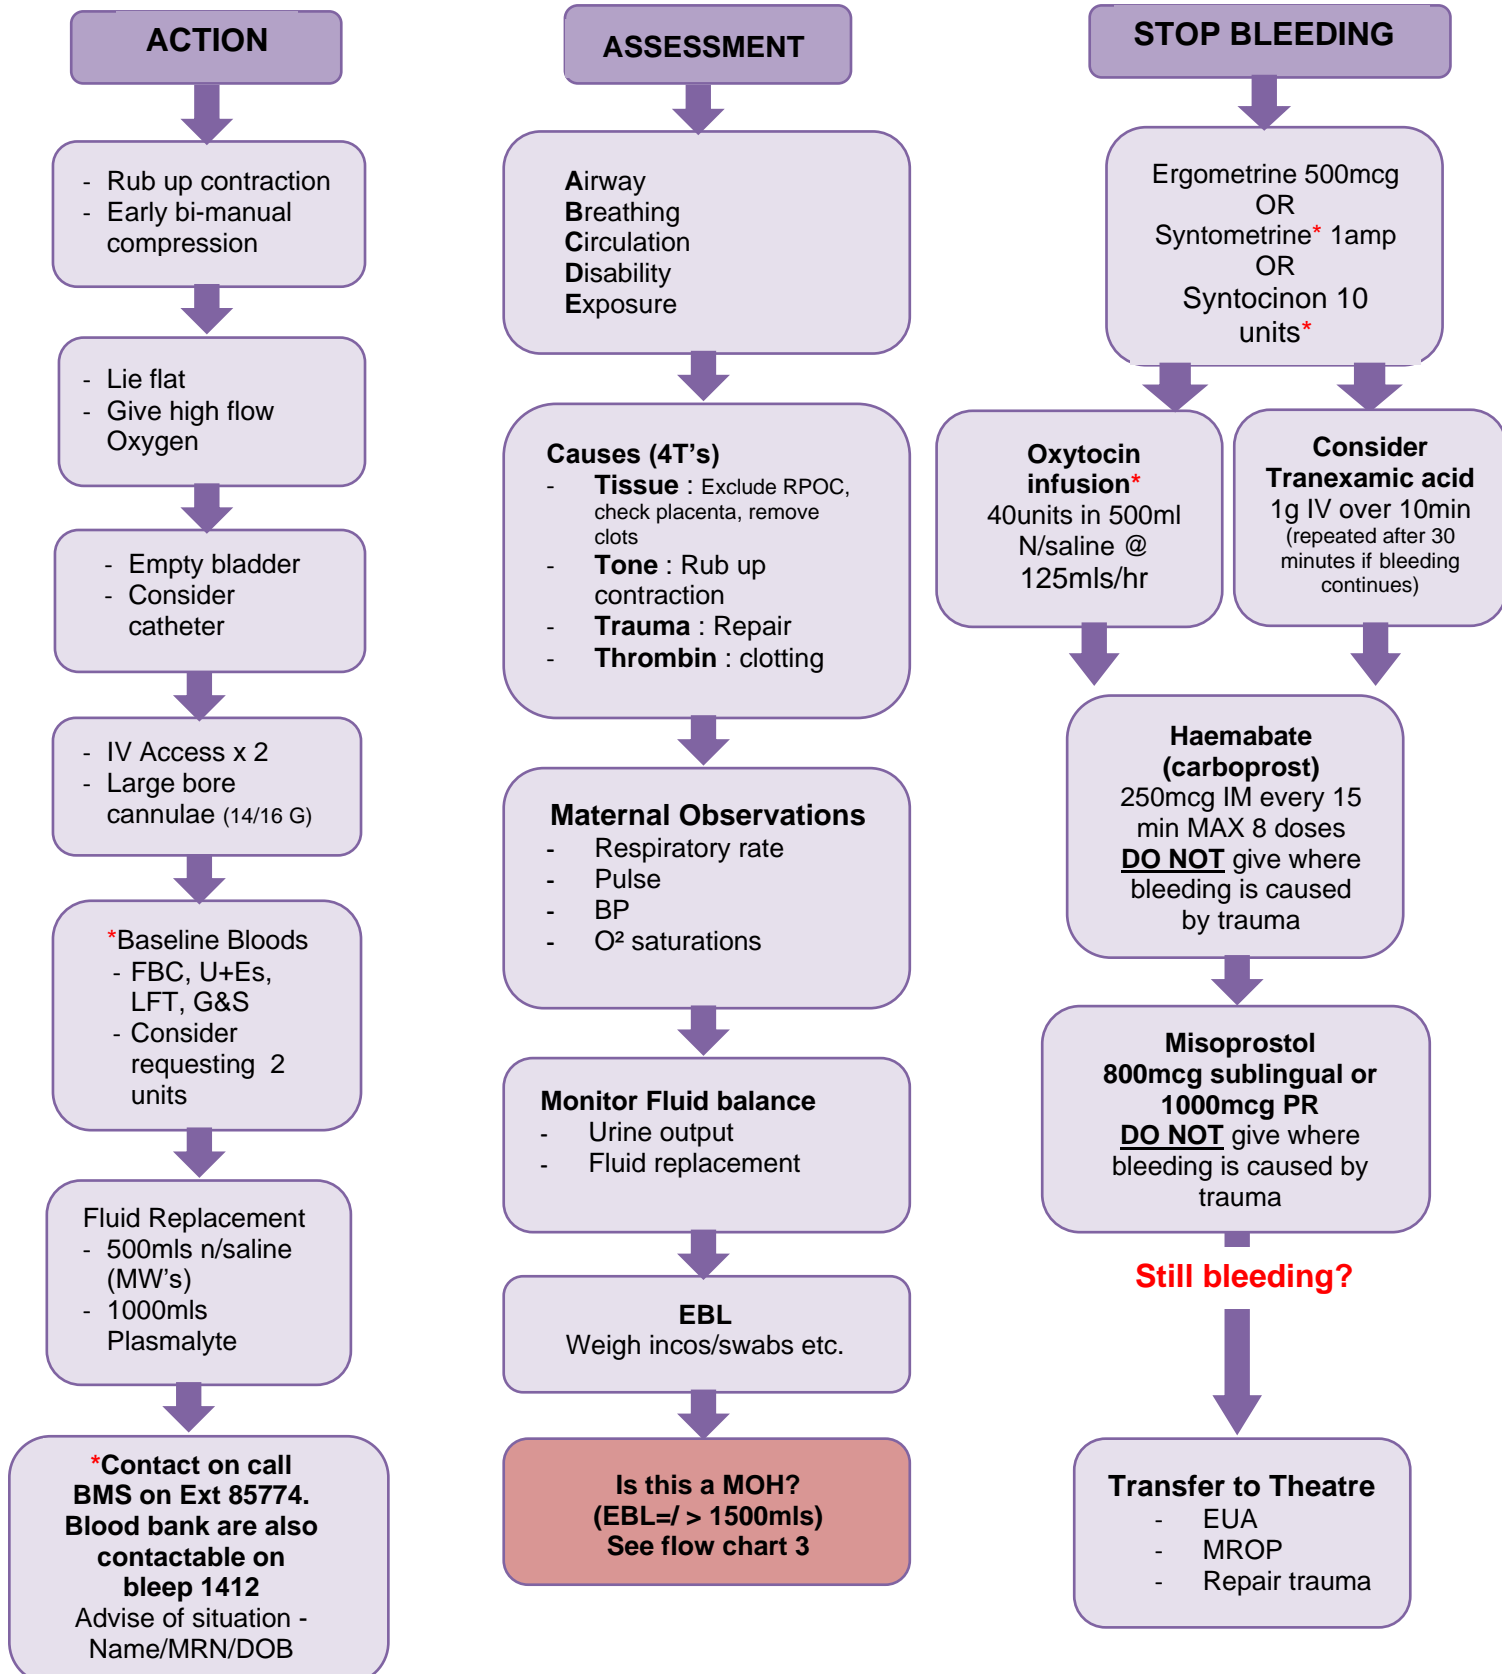 ACTION
- Rub up contraction
- Early bi-manual
compression
- Lie flat
- Give high flow
Oxygen
- Empty bladder
- Consider
catheter
- IV Access x 2
- Large bore
cannulae (14/16 G)
*Baseline Bloods
- FBC, U+Es,
LFT, G&S
- Consider
requesting 2
units
Fluid Replacement
- 500mls n/saline
(MW's)
- 1000mls
Plasmalyte
*Contact on call
BMS on Ext 85774.
Blood bank are also
contactable on
bleep 1412
Advise of situation -
Name/MRN/DOB
ASSESSMENT
Airway
Breathing
Circulation
Disability
Exposure
Causes (4T's)
- Tissue : Exclude RPOC,
check placenta, remove
clots
- Tone : Rub up
contraction
- Trauma : Repair
- Thrombin : clotting
Maternal Observations
- Respiratory rate
- Pulse
- BP
- O² saturations
Monitor Fluid balance
- Urine output
- Fluid replacement
EBL
Weigh incos/swabs etc.
Is this a MOH?
(EBL=/ > 1500mls)
See flow chart 3
STOP BLEEDING
Ergometrine 500mcg
OR
Syntometrine* 1amp
OR
Syntocinon 10
units*
Oxytocin
infusion*
40units in 500ml
N/saline @
125mls/hr
Consider
Tranexamic acid
1g IV over 10min
(repeated after 30
minutes if bleeding
continues)
Haemabate
(carboprost)
250mcg IM every 15
min MAX 8 doses
DO NOT give where
bleeding is caused
by trauma
Misoprostol
800mcg sublingual or
1000mcg PR
DO NOT give where
bleeding is caused by
trauma
Still bleeding?
Transfer to Theatre
- EUA
- MROP
- Repair trauma